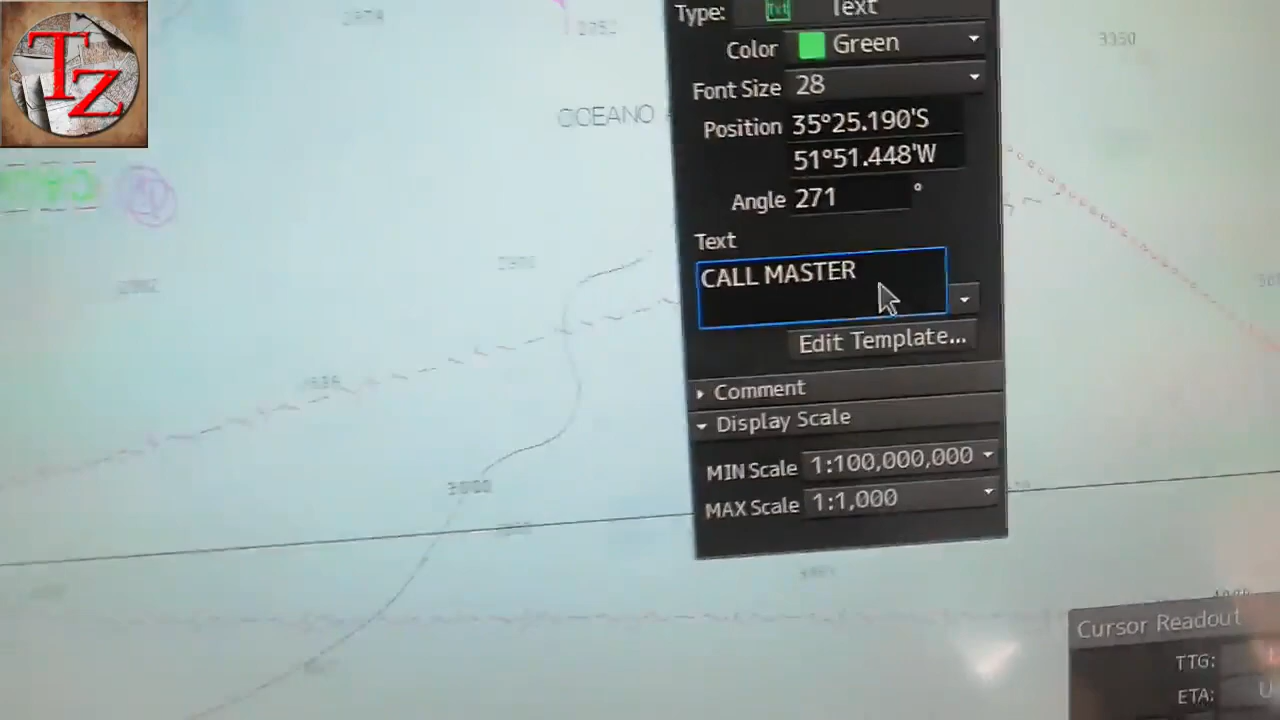 TZ
Type: Txt Text
Color Green
Font Size 28
Position 35°25.190'S
51°51.448'W
Angle 271 °
Text
CALL MASTER
Edit Template...
Comment
Display Scale
MIN Scale 1:100,000,000
MAX Scale 1:1,000
OCEANO
3350
3000
Cursor Readout
TTG:
ETA: